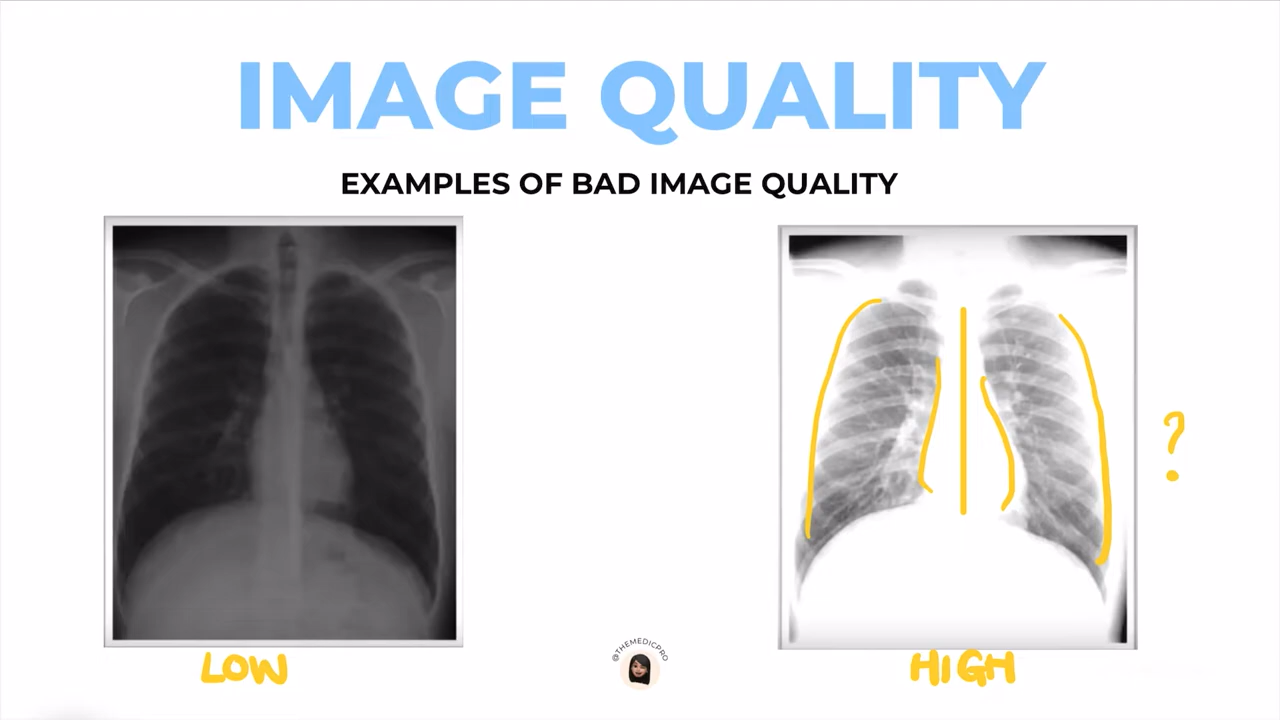 IMAGE QUALITY
EXAMPLES OF BAD IMAGE QUALITY
?
@THEMEDICPRO
LOW
HIGH